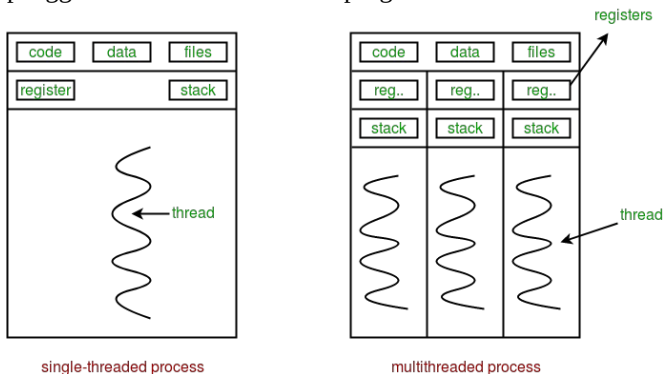 registers
code data files
register stack
thread
single-threaded process
code data files
reg.. reg.. reg..
stack stack stack
thread
multithreaded process